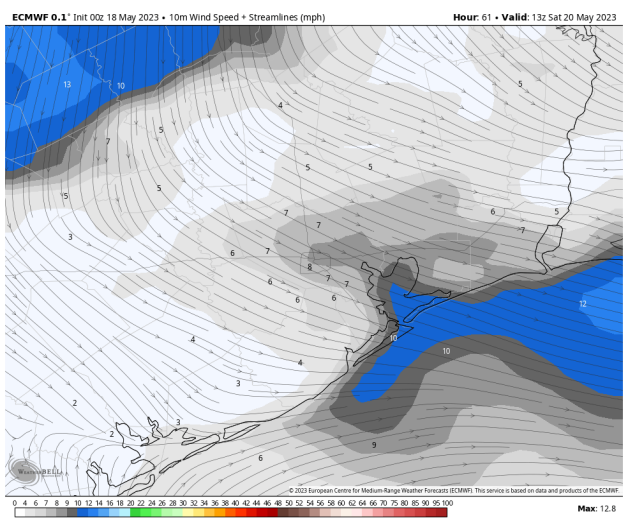 ECMWF 0.1° Init 00z 18 May 2023 • 10m Wind Speed + Streamlines (mph) Hour: 61 • Valid: 13z Sat 20 May 2023
13 10 5
4
5
7
5 5
5 5
7 6 5
3 7 7
6 7
8
6 7 7
6 6 12
4 10 10
4
3
2
3
2
9
6
WeatherBELL
© 2023 European Centre for Medium-Range Weather Forecasts (ECMWF). This service is based on data and products of the ECMWF.
0 4 6 7 8 9 10 12 14 16 18 20 22 24 26 28 30 32 34 36 38 40 42 44 46 48 50 52 54 56 58 60 65 70 75 80 85 90 95 100 Max: 12.8